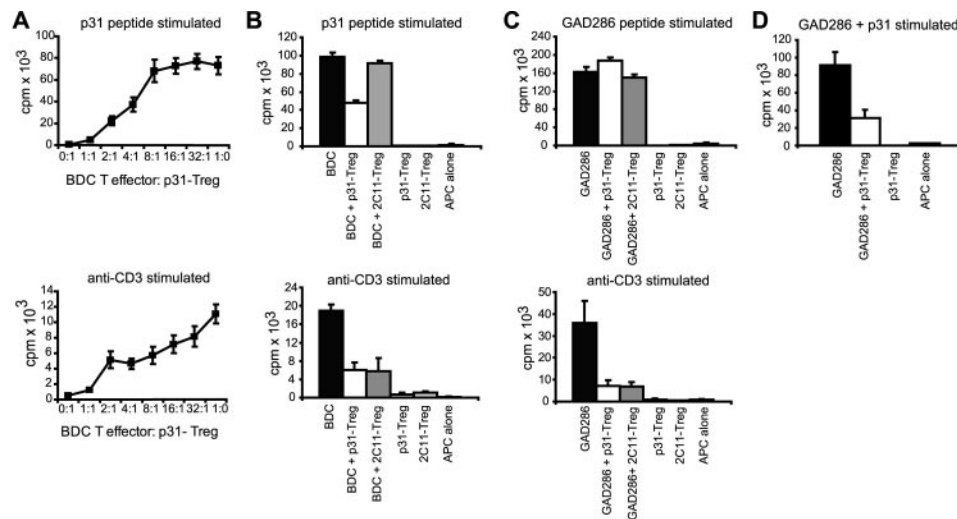 A
p31 peptide stimulated
cpm x 10³
100
80
60
40
20
0
0:1 1:1 2:1 4:1 8:1 16:1 32:1 1:0
BDC T effector: p31-Treg
anti-CD3 stimulated
cpm x 10³
12
10
8
6
4
2
0
0:1 1:1 2:1 4:1 8:1 16:1 32:1 1:0
BDC T effector: p31- Treg
B
p31 peptide stimulated
cpm x 10³
120
100
80
60
40
20
0
BDC
BDC + p31-Treg
BDC + 2C11-Treg
p31-Treg
2C11-Treg
APC alone
anti-CD3 stimulated
cpm x 10³
24
20
16
12
8
4
0
BDC
BDC + p31-Treg
BDC + 2C11-Treg
p31-Treg
2C11-Treg
APC alone
C
GAD286 peptide stimulated
cpm x 10³
240
200
160
120
80
40
0
GAD286
GAD286 + p31-Treg
GAD286+ 2C11-Treg
p31-Treg
2C11-Treg
APC alone
anti-CD3 stimulated
cpm x 10³
50
40
30
20
10
0
GAD286
GAD286 + p31-Treg
GAD286+ 2C11-Treg
p31-Treg
2C11-Treg
APC alone
D
GAD286 + p31 stimulated
cpm x 10³
120
100
80
60
40
20
0
GAD286
GAD286 + p31-Treg
APC alone